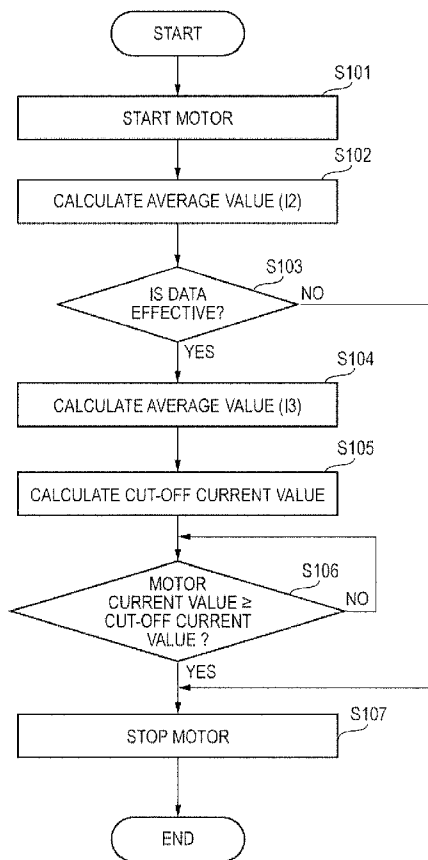 START
S101
START MOTOR
S102
CALCULATE AVERAGE VALUE (I2)
S103
IS DATA
EFFECTIVE?
NO
YES
S104
CALCULATE AVERAGE VALUE (I3)
S105
CALCULATE CUT-OFF CURRENT VALUE
S106
MOTOR
CURRENT VALUE ≥
CUT-OFF CURRENT
VALUE ?
NO
YES
S107
STOP MOTOR
END